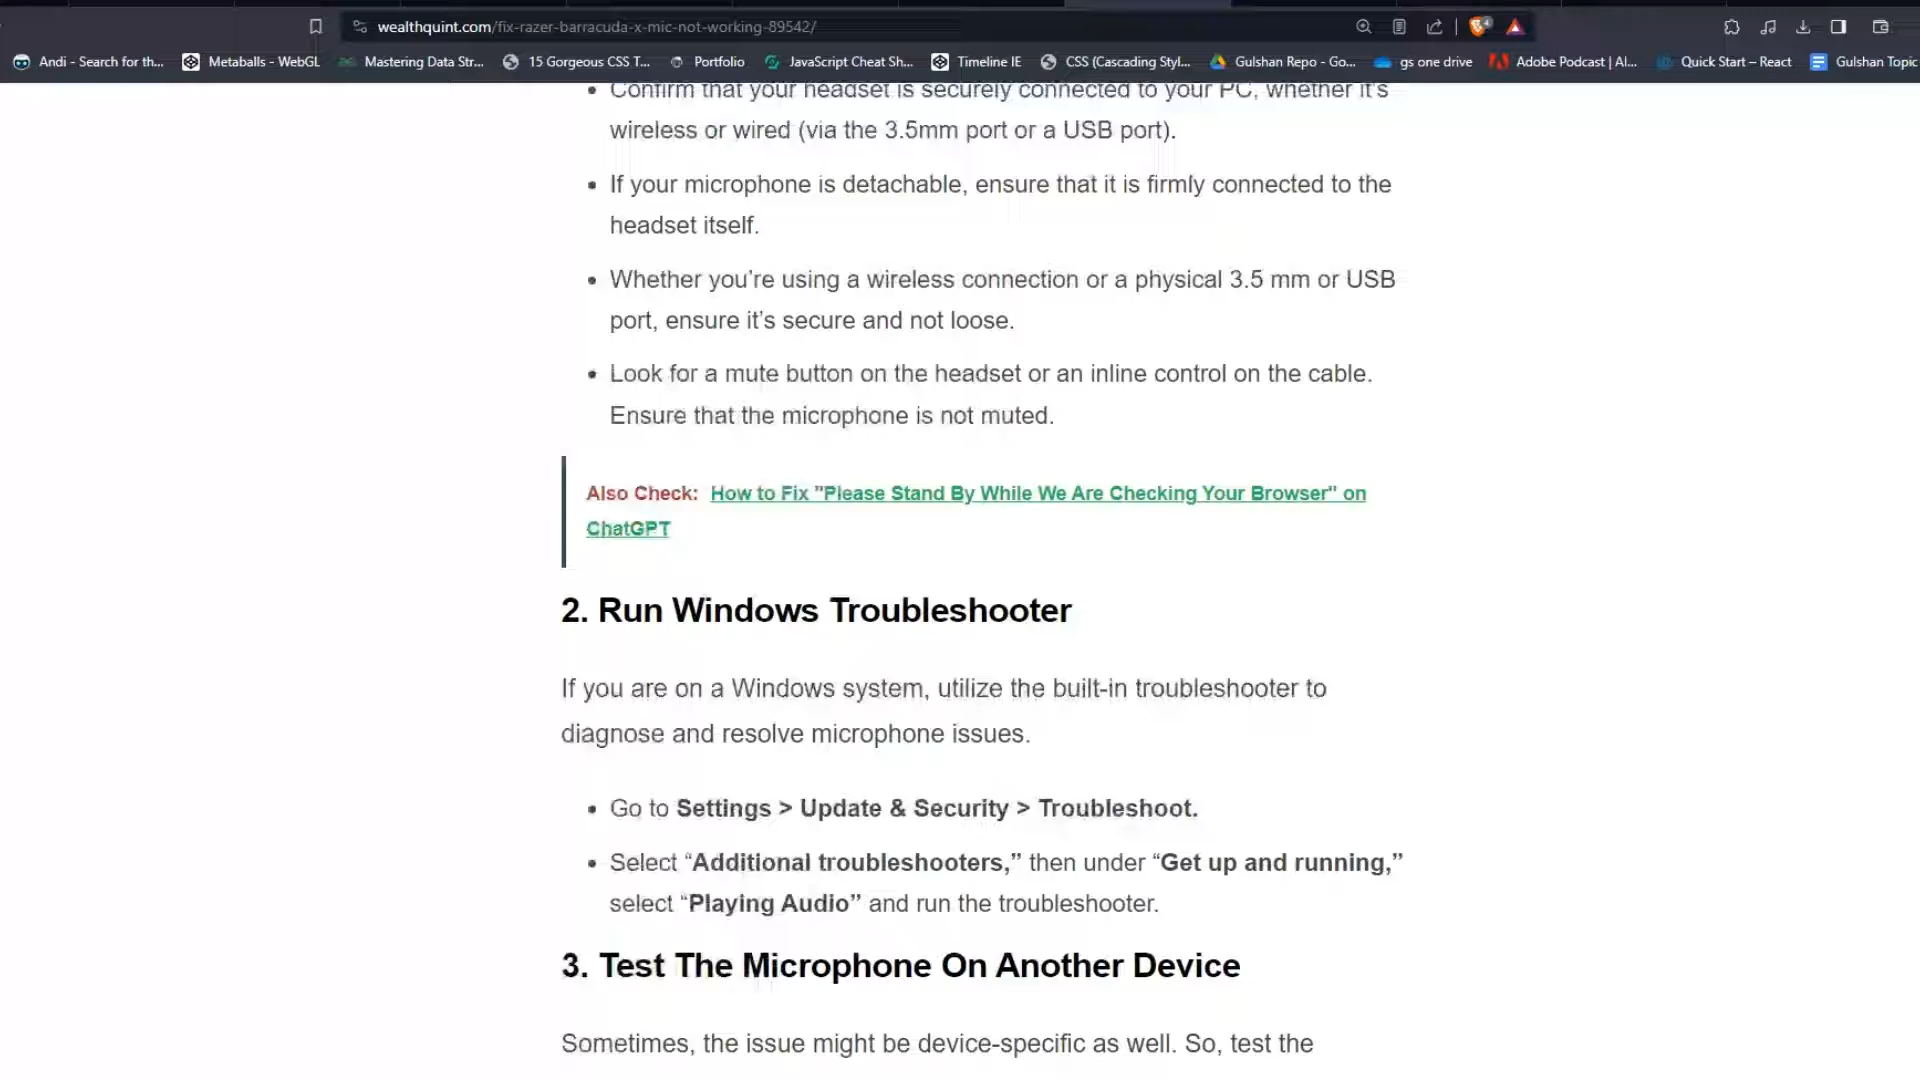 wealthquint.com/fix-razer-barracuda-x-mic-not-working-89542/
4
Andi - Search for th... Metaballs - WebGL Mastering Data Str... 15 Gorgeous CSS T... Portfolio JavaScript Cheat Sh... Timeline IE CSS (Cascading Styl... Gulshan Repo - Go... gs one drive Adobe Podcast | AI... Quick Start – React Gulshan Topic
• Confirm that your headset is securely connected to your PC, whether it’s
wireless or wired (via the 3.5mm port or a USB port).
• If your microphone is detachable, ensure that it is firmly connected to the
headset itself.
• Whether you’re using a wireless connection or a physical 3.5 mm or USB
port, ensure it’s secure and not loose.
• Look for a mute button on the headset or an inline control on the cable.
Ensure that the microphone is not muted.
Also Check: How to Fix "Please Stand By While We Are Checking Your Browser" on
ChatGPT
2. Run Windows Troubleshooter
If you are on a Windows system, utilize the built-in troubleshooter to
diagnose and resolve microphone issues.
• Go to Settings > Update & Security > Troubleshoot.
• Select “Additional troubleshooters,” then under “Get up and running,”
select “Playing Audio” and run the troubleshooter.
3. Test The Microphone On Another Device
Sometimes, the issue might be device-specific as well. So, test the